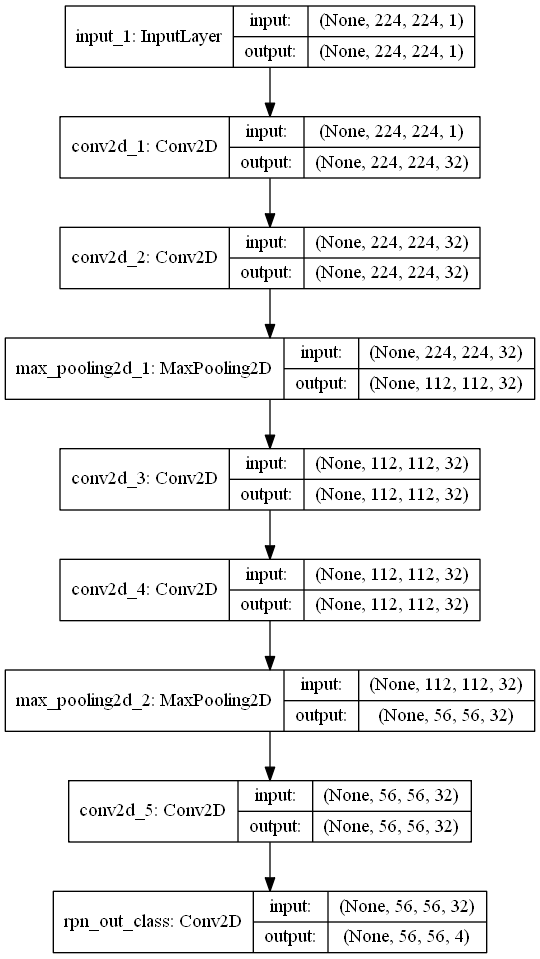 input_1: InputLayer
input: (None, 224, 224, 1)
output: (None, 224, 224, 1)
conv2d_1: Conv2D
input: (None, 224, 224, 1)
output: (None, 224, 224, 32)
conv2d_2: Conv2D
input: (None, 224, 224, 32)
output: (None, 224, 224, 32)
max_pooling2d_1: MaxPooling2D
input: (None, 224, 224, 32)
output: (None, 112, 112, 32)
conv2d_3: Conv2D
input: (None, 112, 112, 32)
output: (None, 112, 112, 32)
conv2d_4: Conv2D
input: (None, 112, 112, 32)
output: (None, 112, 112, 32)
max_pooling2d_2: MaxPooling2D
input: (None, 112, 112, 32)
output: (None, 56, 56, 32)
conv2d_5: Conv2D
input: (None, 56, 56, 32)
output: (None, 56, 56, 32)
rpn_out_class: Conv2D
input: (None, 56, 56, 32)
output: (None, 56, 56, 4)